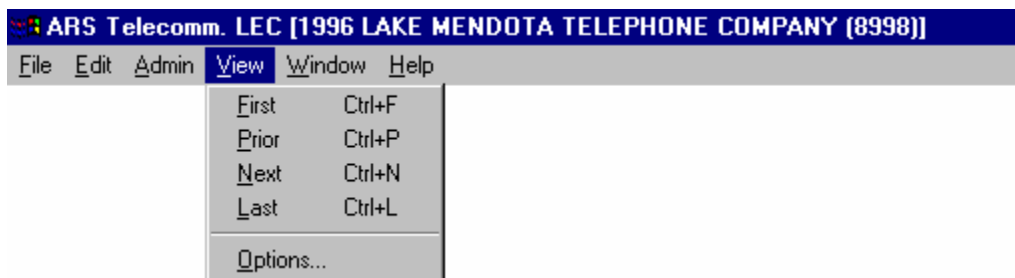 ARS Telecomm. LEC [1996 LAKE MENDOTA TELEPHONE COMPANY (8998)]
File Edit Admin View Window Help
First Ctrl+F
Prior Ctrl+P
Next Ctrl+N
Last Ctrl+L
Options...